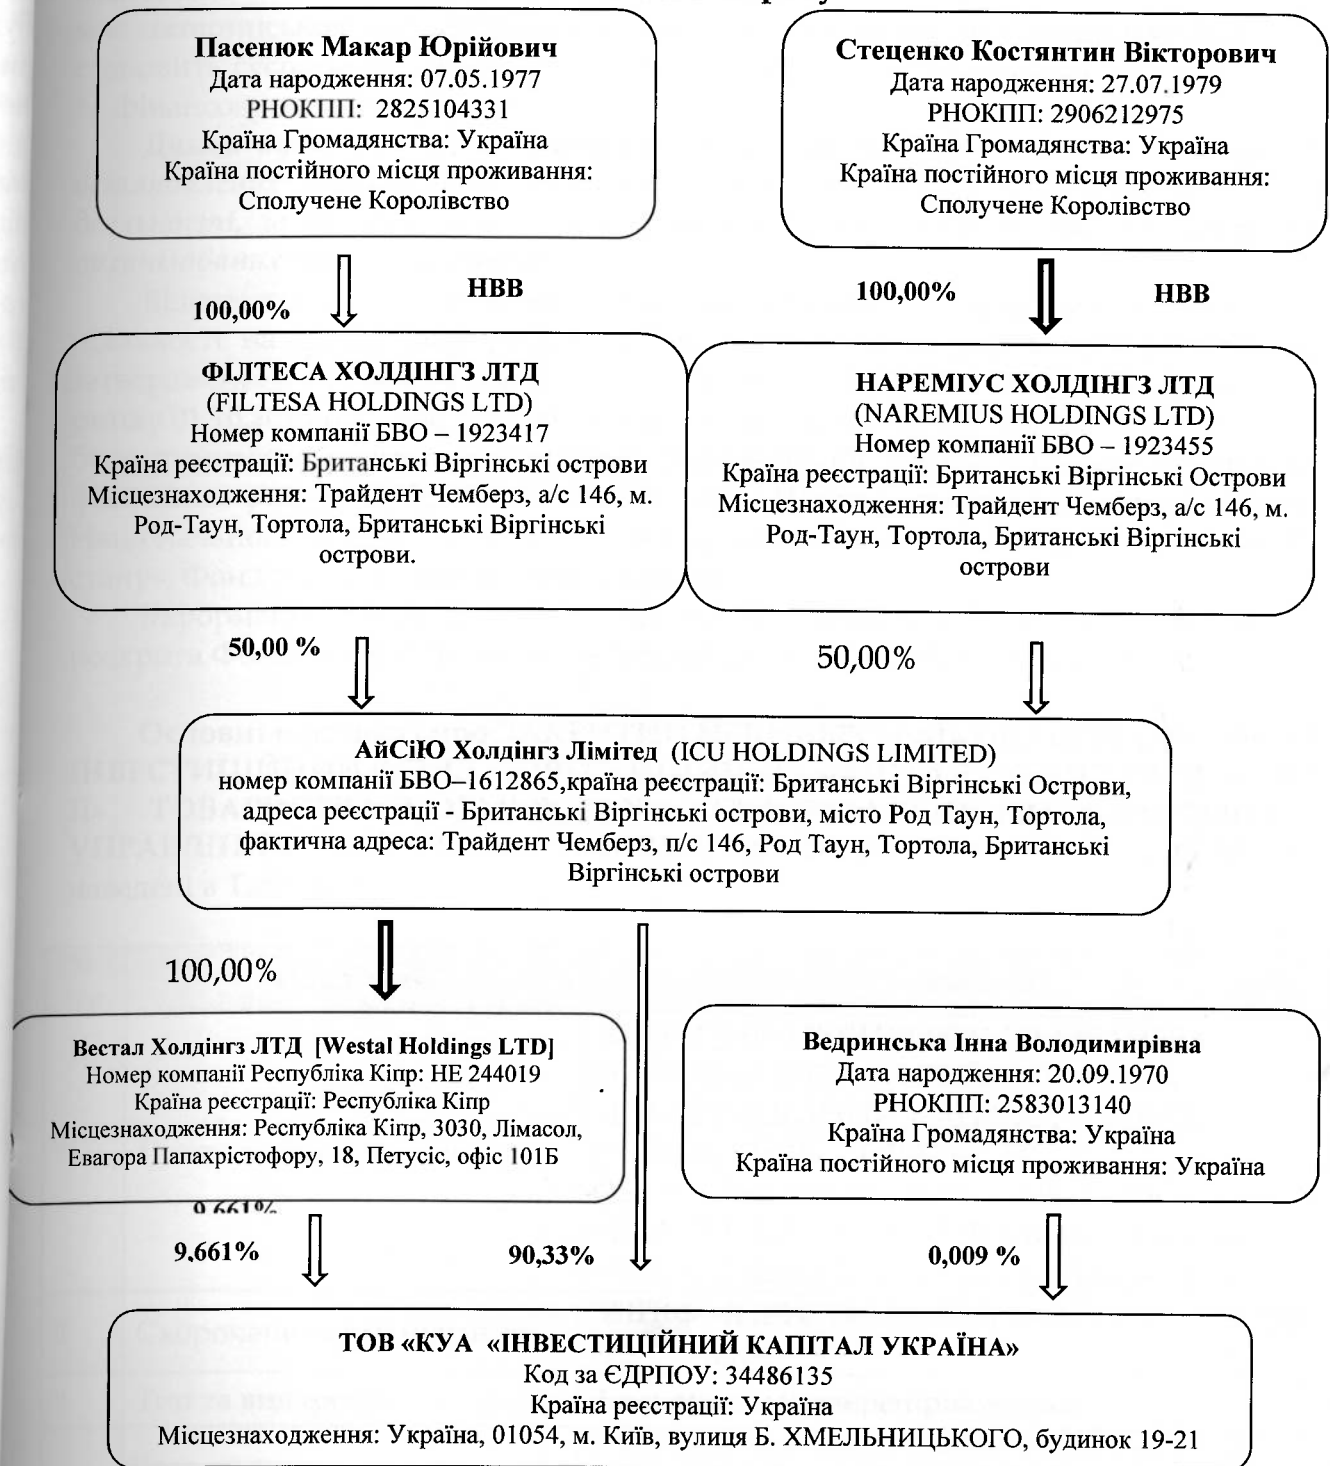 Пасенюк Макар Юрійович
Дата народження: 07.05.1977
РНОКПП: 2825104331
Країна Громадянства: Україна
Країна постійного місця проживання:
Сполучене Королівство
Стеценко Костянтин Вікторович
Дата народження: 27.07.1979
РНОКПП: 2906212975
Країна Громадянства: Україна
Країна постійного місця проживання:
Сполучене Королівство
100,00%
НВВ
100,00%
НВВ
ФІЛТЕСА ХОЛДІНГЗ ЛТД
(FILTESA HOLDINGS LTD)
Номер компанії БВО – 1923417
Країна реєстрації: Британські Віргінські острови
Місцезнаходження: Трайдент Чемберз, а/с 146, м.
Род-Таун, Тортола, Британські Віргінські
острови.
НАРЕМІУС ХОЛДІНГЗ ЛТД
(NAREMIUS HOLDINGS LTD)
Номер компанії БВО – 1923455
Країна реєстрації: Британські Віргінські Острови
Місцезнаходження: Трайдент Чемберз, а/с 146, м.
Род-Таун, Тортола, Британські Віргінські
острови
50,00 %
50,00%
АйСіЮ Холдінгз Лімітед (ICU HOLDINGS LIMITED)
номер компанії БВО–1612865,країна реєстрації: Британські Віргінські Острови,
адреса реєстрації - Британські Віргінські острови, місто Род Таун, Тортола,
фактична адреса: Трайдент Чемберз, п/с 146, Род Таун, Тортола, Британські
Віргінські острови
100,00%
Вестал Холдінгз ЛТД [Westal Holdings LTD]
Номер компанії Республіка Кіпр: НЕ 244019
Країна реєстрації: Республіка Кіпр
Місцезнаходження: Республіка Кіпр, 3030, Лімасол,
Евагора Папахрістофору, 18, Петусіс, офіс 101Б
Ведринська Інна Володимирівна
Дата народження: 20.09.1970
РНОКПП: 2583013140
Країна Громадянства: Україна
Країна постійного місця проживання: Україна
9.661%
9,661%
90,33%
0,009 %
ТОВ «КУА «ІНВЕСТИЦІЙНИЙ КАПІТАЛ УКРАЇНА»
Код за ЄДРПОУ: 34486135
Країна реєстрації: Україна
Місцезнаходження: Україна, 01054, м. Київ, вулиця Б. ХМЕЛЬНИЦЬКОГО, будинок 19-21